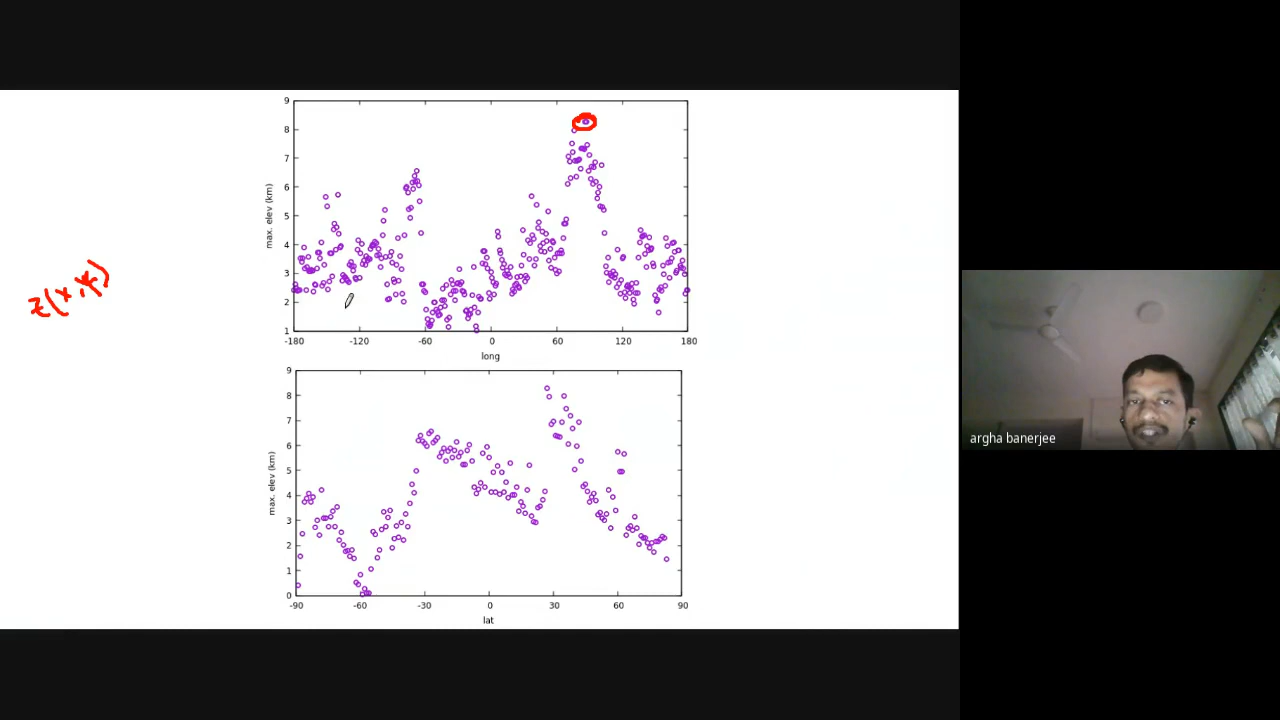 9
8
7
6
5
4
3
2
1
max. elev (km)
-180 -120 -60 0 60 120 180
long
z(x,y)
9
8
7
6
5
4
3
2
1
0
max. elev (km)
-90 -60 -30 0 30 60 90
lat
argha banerjee